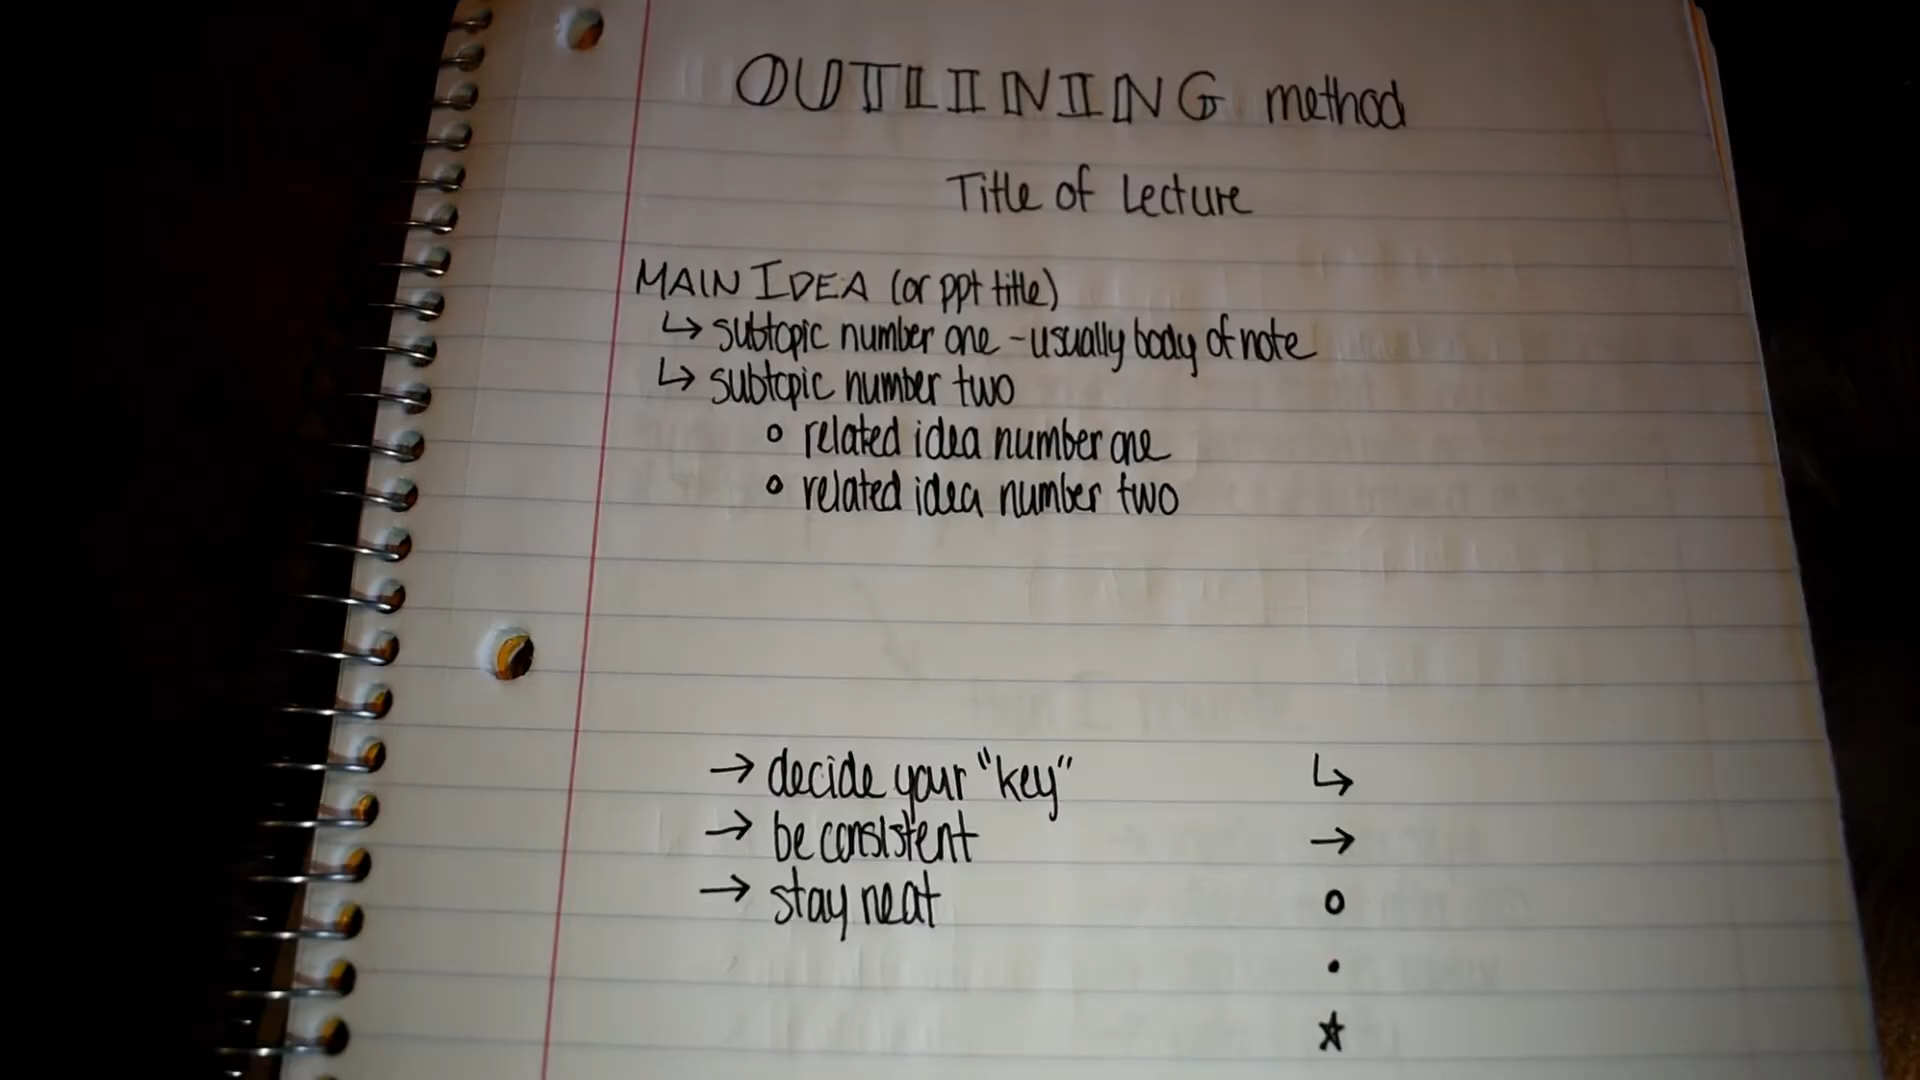 OUTLINING method
Title of Lecture
MAIN IDEA (or ppt title)
↳ subtopic number one - usually body of note
↳ subtopic number two
o related idea number one
o related idea number two
→ decide your "key" ↳
→ be consistent →
→ stay neat o
•
☆